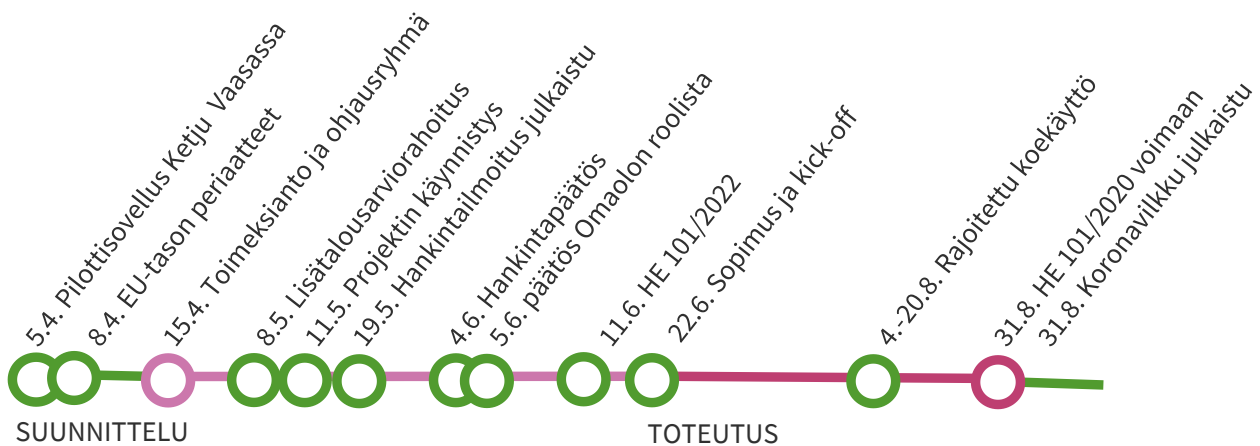 5.4. Pilottisovellus Ketju  Vaasassa
8.4. EU-tason periaatteet
15.4. Toimeksianto ja ohjausryhmä
8.5. Lisätalousarviorahoitus
11.5. Projektin käynnistys
19.5. Hankintailmoitus julkaistu
4.6. Hankintapäätös
5.6. päätös Omaolon roolista
11.6. HE 101/2022
22.6. Sopimus ja kick-off
4.-20.8. Rajoitettu koekäyttö
31.8. HE 101/2020 voimaan
31.8. Koronavilkku julkaistu
SUUNNITTELU
TOTEUTUS